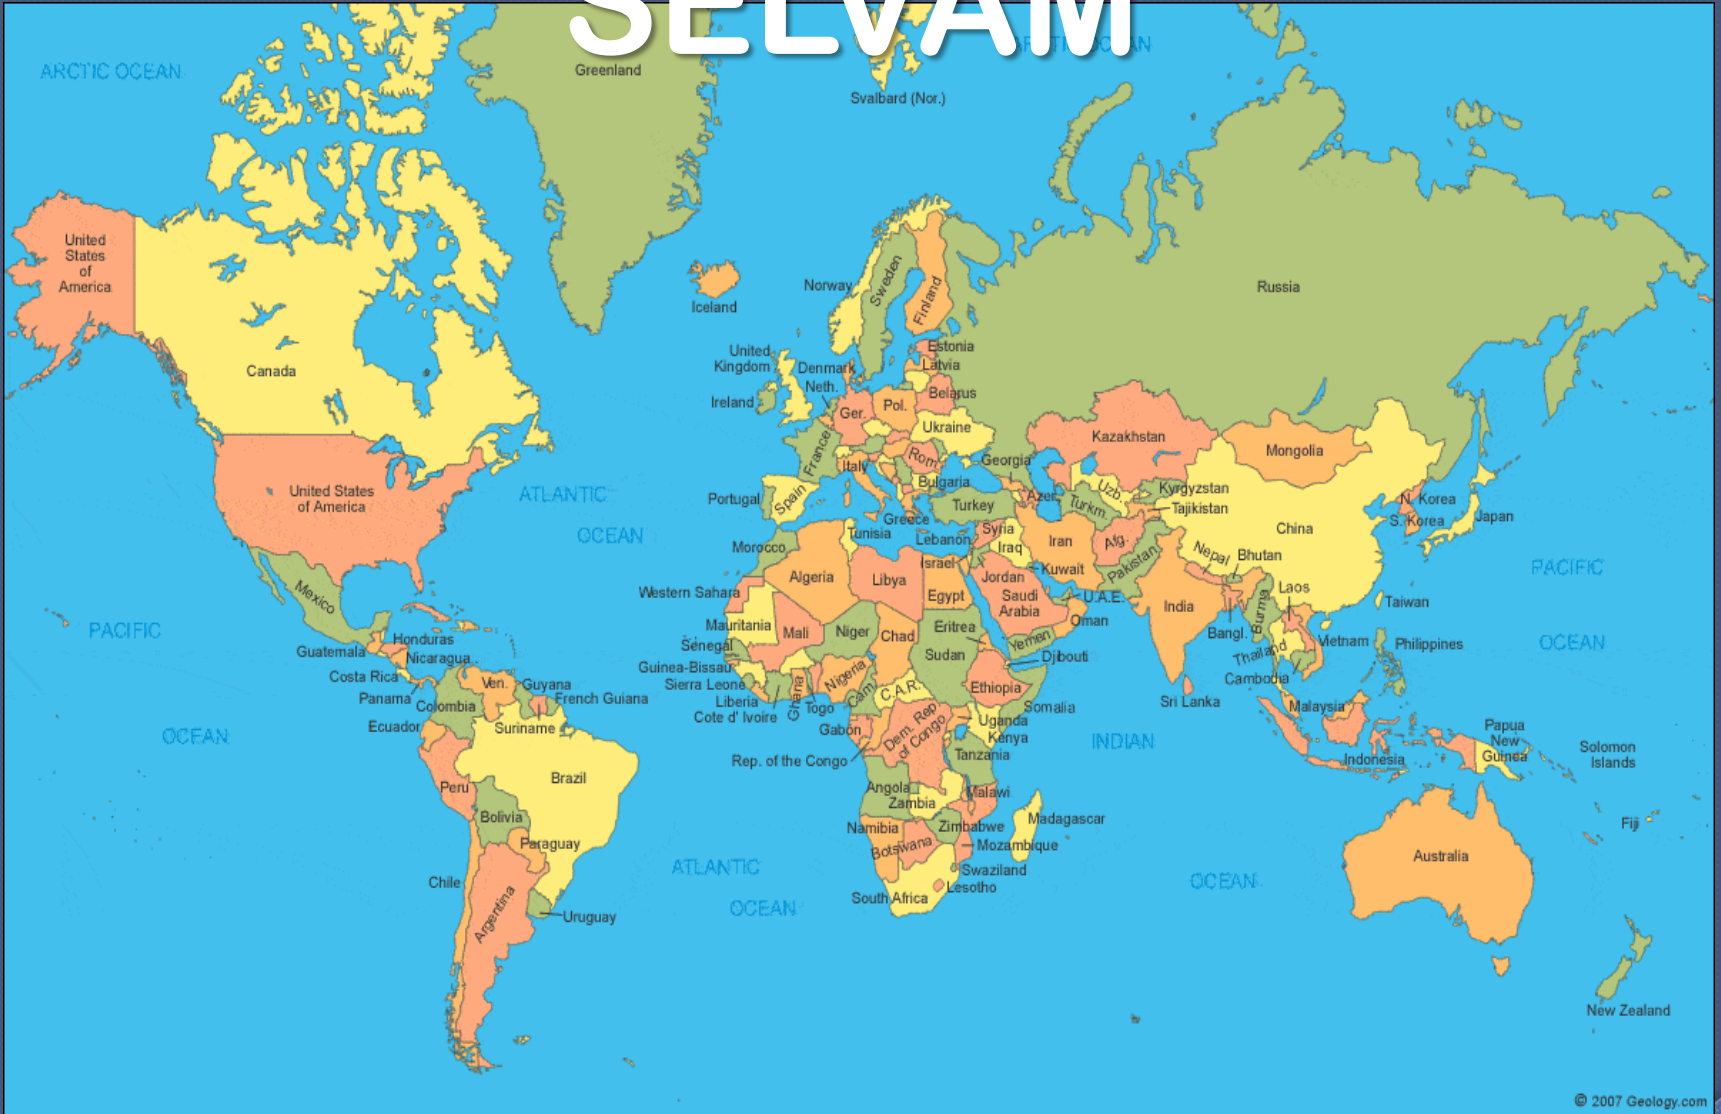 SELVAM
ARCTIC OCEAN
ARCTIC OCEAN
Greenland
Svalbard (Nor.)
United
States
of
America
Canada
Iceland
Norway
Sweden
Finland
Russia
Estonia
Latvia
United
Kingdom
Denmark
Neth.
Ireland
Belarus
Ger.
Pol.
Ukraine
France
Kazakhstan
Mongolia
Italy
Rom.
Georgia
United States
of America
ATLANTIC
OCEAN
Portugal
Spain
Bulgaria
Greece
Turkey
Azer.
Uzb.
Turkm.
Kyrgyzstan
Tajikistan
China
N. Korea
S. Korea
Japan
Morocco
Tunisia
Lebanon
Syria
Iraq
Iran
Afg.
Pakistan
Nepal
Bhutan
Algeria
Libya
Israel
Egypt
Jordan
Kuwait
Saudi
Arabia
U.A.E.
Oman
India
Laos
Burma
Bangl.
Taiwan
PACIFIC
OCEAN
Mexico
Western Sahara
Mauritania
Mali
Niger
Chad
Eritrea
Sudan
Yemen
Djibouti
Thailand
Vietnam
Philippines
Cambodia
PACIFIC
OCEAN
Honduras
Guatemala
Nicaragua
Costa Rica
Panama
Ven.
Guyana
French Guiana
Colombia
Suriname
Ecuador
Senegal
Guinea-Bissau
Sierra Leone
Liberia
Cote d' Ivoire
Ghana
Togo
Nigeria
Cam.
C.A.R.
Ethiopia
Somalia
Sri Lanka
Malaysia
Gabon
Dem. Rep
of Congo
Uganda
Kenya
Rep. of the Congo
Tanzania
INDIAN
OCEAN
Indonesia
Papua
New
Guinea
Solomon
Islands
Brazil
Peru
Bolivia
Paraguay
Chile
Argentina
Uruguay
ATLANTIC
OCEAN
Angola
Zambia
Malawi
Namibia
Zimbabwe
Botswana
Mozambique
Madagascar
Swaziland
Lesotho
South Africa
Fiji
Australia
New Zealand
© 2007 Geology.com